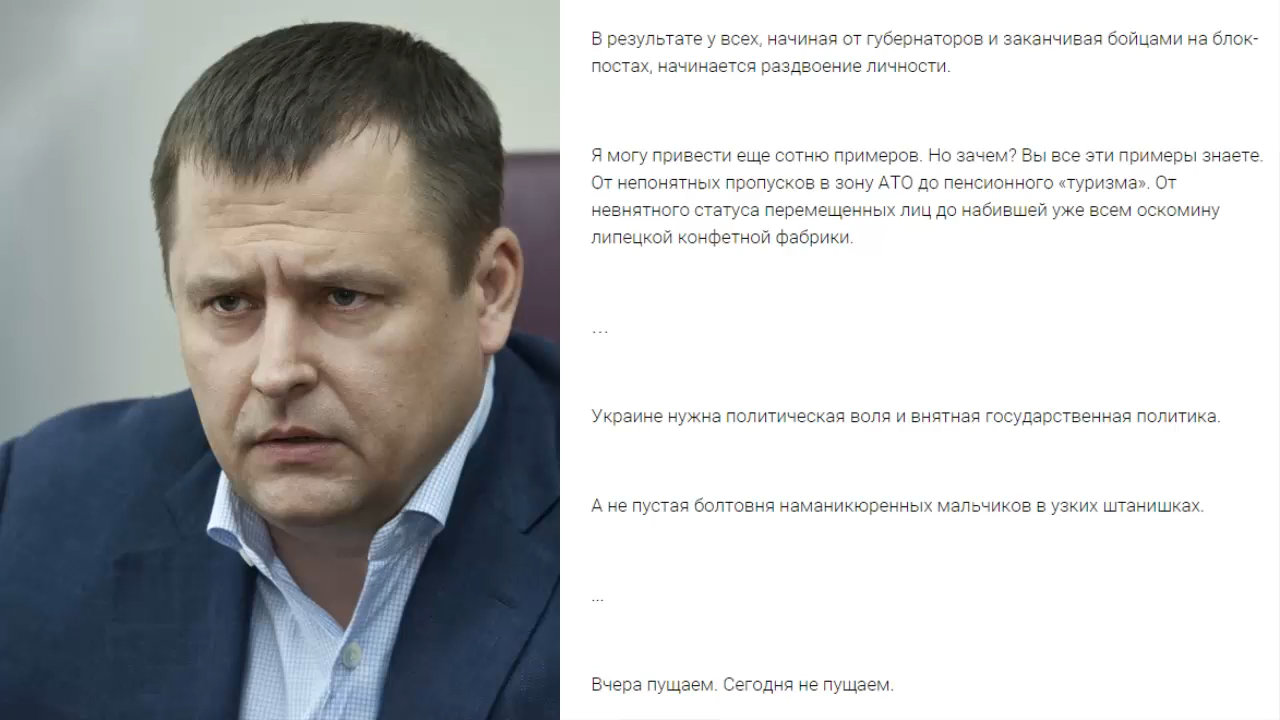 В результате у всех, начиная от губернаторов и заканчивая бойцами на блок-
постах, начинается раздвоение личности.
Я могу привести еще сотню примеров. Но зачем? Вы все эти примеры знаете.
От непонятных пропусков в зону АТО до пенсионного «туризма». От
невнятного статуса перемещенных лиц до набившей уже всем оскомину
липецкой конфетной фабрики.
...
Украине нужна политическая воля и внятная государственная политика.
А не пустая болтовня наманикюренных мальчиков в узких штанишках.
...
Вчера пущаем. Сегодня не пущаем.